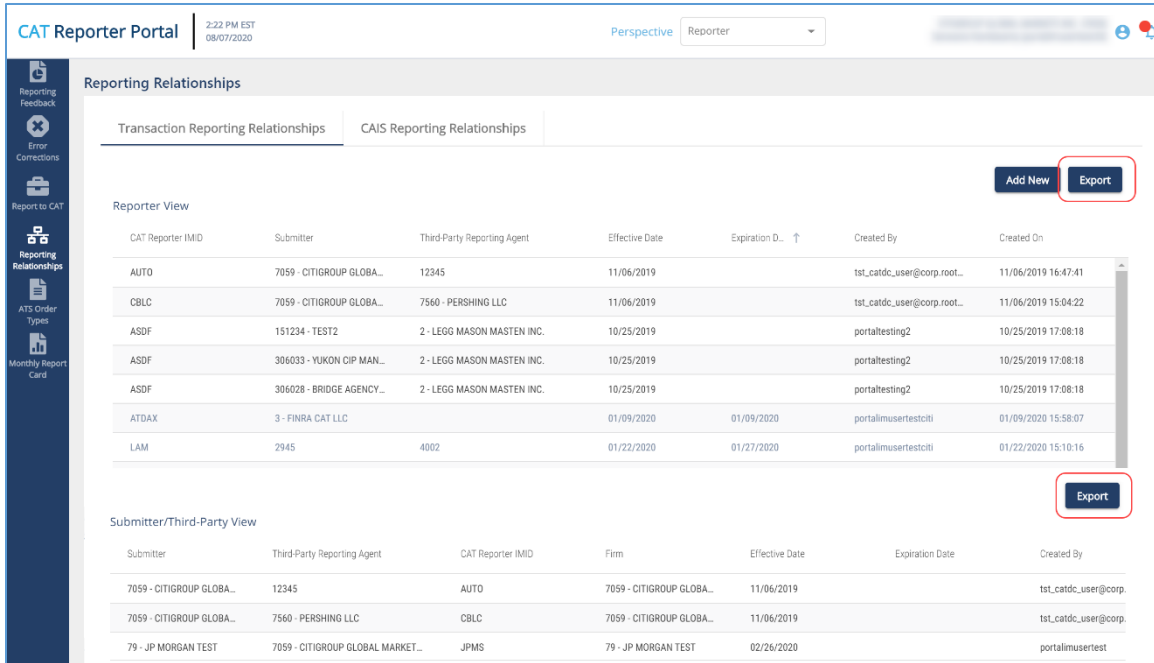 CAT Reporter Portal
2:22 PM EST
08/07/2020
Perspective Reporter
Reporting Feedback
Error Corrections
Report to CAT
Reporting Relationships
ATS Order Types
Monthly Report Card
Reporting Relationships
Transaction Reporting Relationships CAIS Reporting Relationships
Add New Export
Reporter View
CAT Reporter IMID Submitter Third-Party Reporting Agent Effective Date Expiration D... Created By Created On
AUTO 7059 - CITIGROUP GLOBA... 12345 11/06/2019 tst_catdc_user@corp.root... 11/06/2019 16:47:41
CBLC 7059 - CITIGROUP GLOBA... 7560 - PERSHING LLC 11/06/2019 tst_catdc_user@corp.root... 11/06/2019 15:04:22
ASDF 151234 - TEST2 2 - LEGG MASON MASTEN INC. 10/25/2019 portaltesting2 10/25/2019 17:08:18
ASDF 306033 - YUKON CIP MAN... 2 - LEGG MASON MASTEN INC. 10/25/2019 portaltesting2 10/25/2019 17:08:18
ASDF 306028 - BRIDGE AGENCY... 2 - LEGG MASON MASTEN INC. 10/25/2019 portaltesting2 10/25/2019 17:08:18
ATDAX 3 - FINRA CAT LLC 01/09/2020 01/09/2020 portalimusertestciti 01/09/2020 15:58:07
LAM 2945 4002 01/22/2020 01/27/2020 portalimusertestciti 01/22/2020 15:10:16
Export
Submitter/Third-Party View
Submitter Third-Party Reporting Agent CAT Reporter IMID Firm Effective Date Expiration Date Created By
7059 - CITIGROUP GLOBA... 12345 AUTO 7059 - CITIGROUP GLOBA... 11/06/2019 tst_catdc_user@corp.
7059 - CITIGROUP GLOBA... 7560 - PERSHING LLC CBLC 7059 - CITIGROUP GLOBA... 11/06/2019 tst_catdc_user@corp.
79 - JP MORGAN TEST 7059 - CITIGROUP GLOBAL MARKET... JPMS 79 - JP MORGAN TEST 02/26/2020 portalimusertest